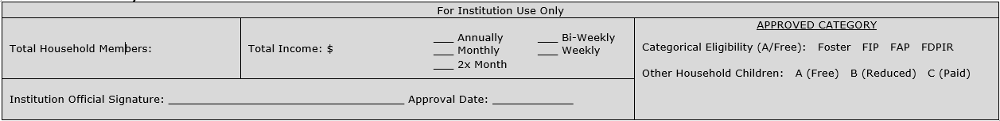 For Institution Use Only
Total Household Members:
Total Income: $
___ Annually ___ Bi-Weekly
___ Monthly ___ Weekly
___ 2x Month
APPROVED CATEGORY
Categorical Eligibility (A/Free): Foster FIP FAP FDPIR
Other Household Children: A (Free) B (Reduced) C (Paid)
Institution Official Signature: ___________________________________ Approval Date: ____________